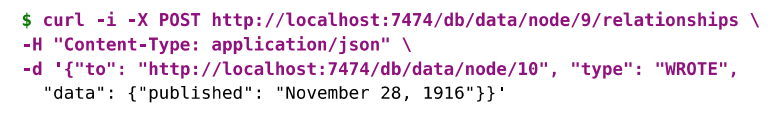 $ curl -i -X POST http://localhost:7474/db/data/node/9/relationships \
-H "Content-Type: application/json" \
-d '{"to": "http://localhost:7474/db/data/node/10", "type": "WROTE",
"data": {"published": "November 28, 1916"}}'